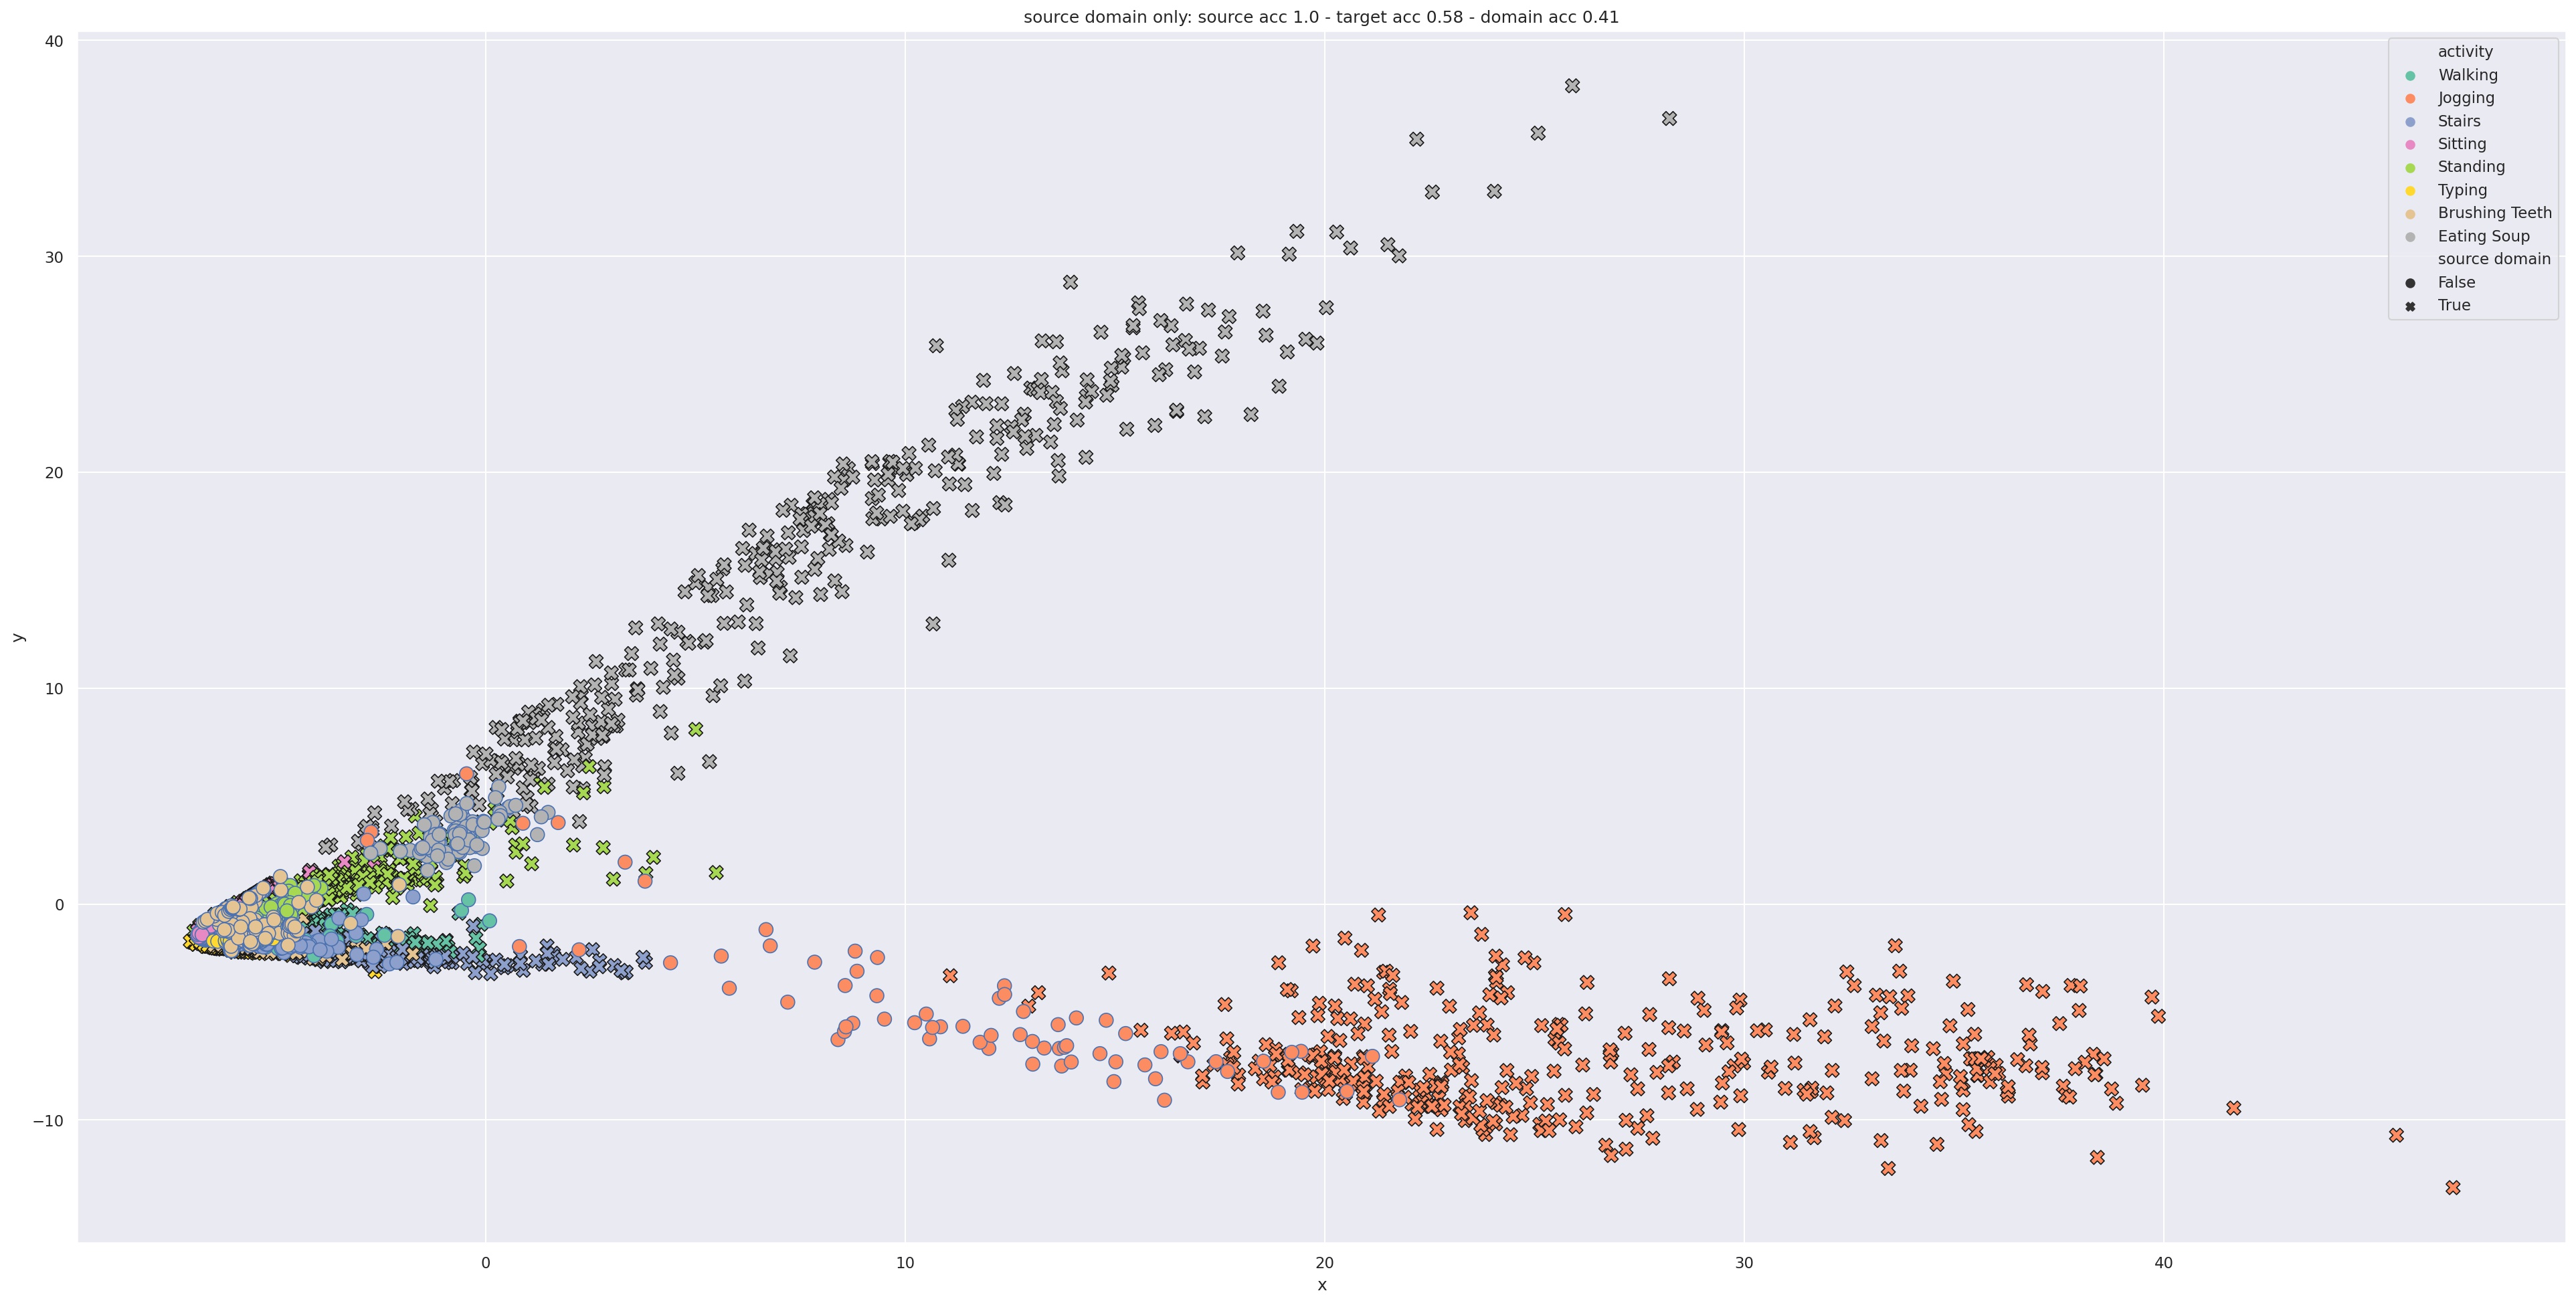 source domain only: source acc 1.0 - target acc 0.58 - domain acc 0.41
40
30
20
10
0
−10
y
0
10
20
30
40
x
activity
Walking
Jogging
Stairs
Sitting
Standing
Typing
Brushing Teeth
Eating Soup
source domain
False
True